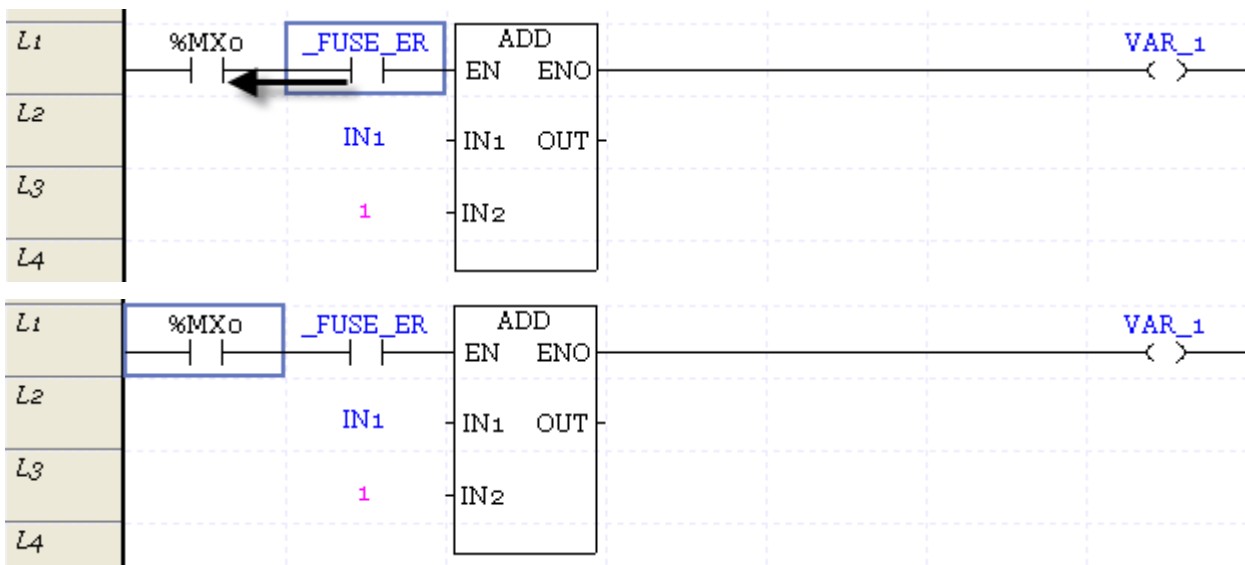 L1 %MX0 _FUSE_ER ADD VAR_1
EN ENO
L2
IN1 IN1 OUT
L3
1 IN2
L4
L1 %MX0 _FUSE_ER ADD VAR_1
EN ENO
L2
IN1 IN1 OUT
L3
1 IN2
L4